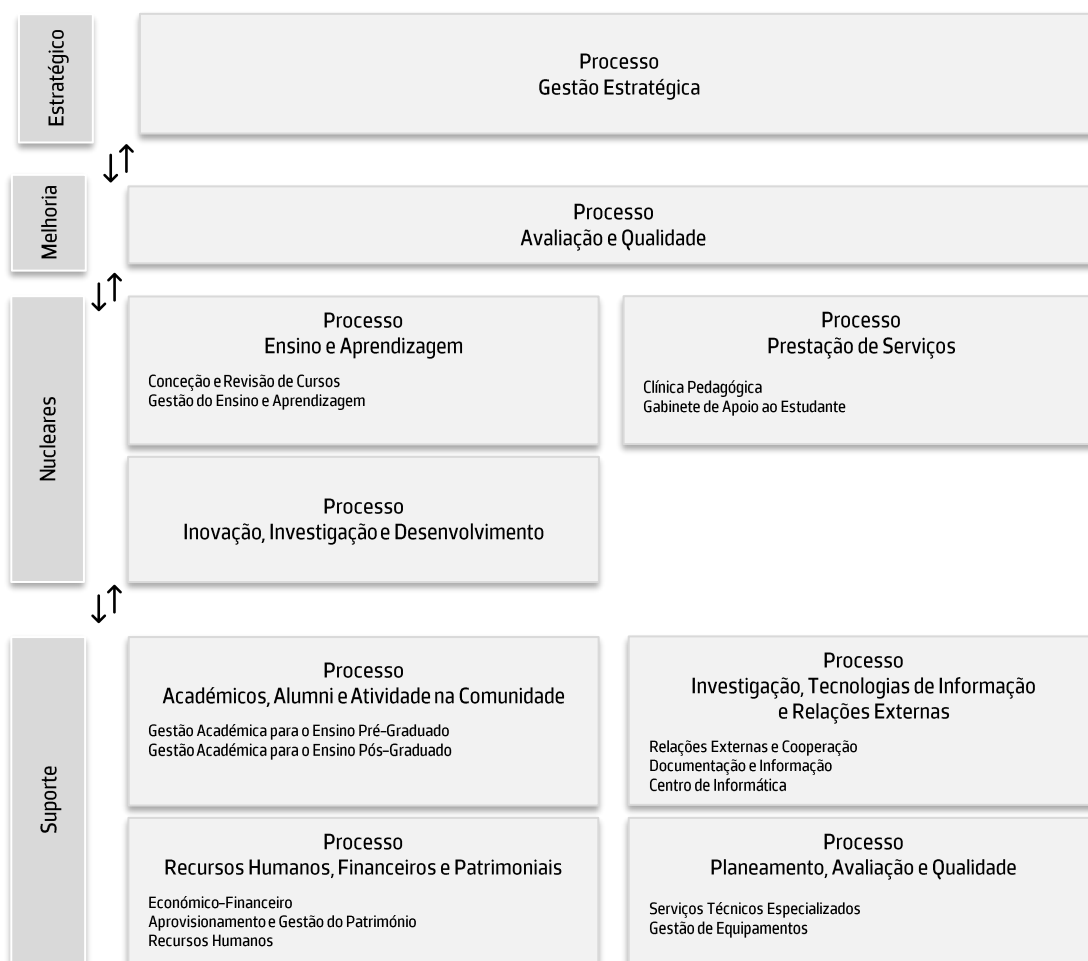 Estratégico
Processo
Gestão Estratégica
Melhoria
Processo
Avaliação e Qualidade
Nucleares
Processo
Ensino e Aprendizagem
Conceção e Revisão de Cursos
Gestão do Ensino e Aprendizagem
Processo
Prestação de Serviços
Clínica Pedagógica
Gabinete de Apoio ao Estudante
Processo
Inovação, Investigação e Desenvolvimento
Suporte
Processo
Académicos, Alumni e Atividade na Comunidade
Gestão Académica para o Ensino Pré-Graduado
Gestão Académica para o Ensino Pós-Graduado
Processo
Investigação, Tecnologias de Informação
e Relações Externas
Relações Externas e Cooperação
Documentação e Informação
Centro de Informática
Processo
Recursos Humanos, Financeiros e Patrimoniais
Económico-Financeiro
Aprovisionamento e Gestão do Património
Recursos Humanos
Processo
Planeamento, Avaliação e Qualidade
Serviços Técnicos Especializados
Gestão de Equipamentos